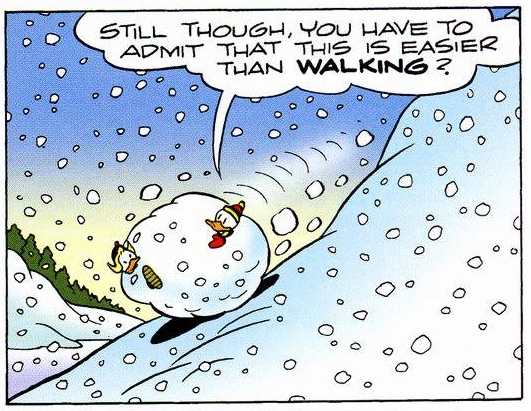 STILL THOUGH, YOU HAVE TO
ADMIT THAT THIS IS EASIER
THAN WALKING?